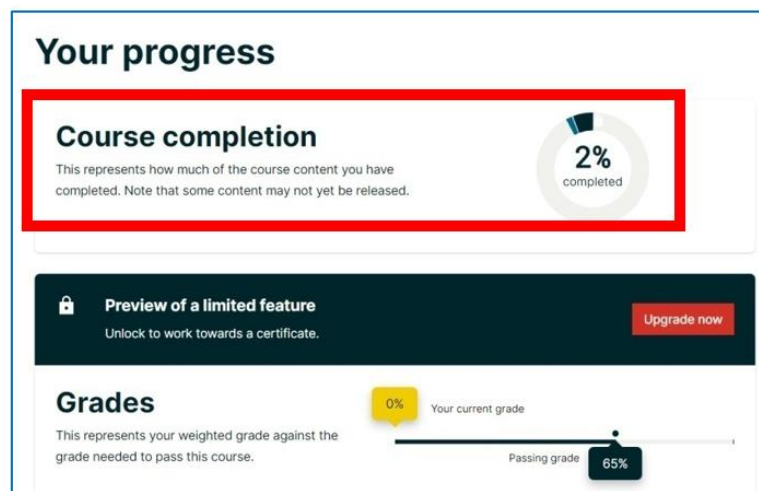 Your progress
Course completion
This represents how much of the course content you have
completed. Note that some content may not yet be released.
2%
completed
Preview of a limited feature
Unlock to work towards a certificate.
Upgrade now
Grades
This represents your weighted grade against the
grade needed to pass this course.
0%
Your current grade
Passing grade
65%